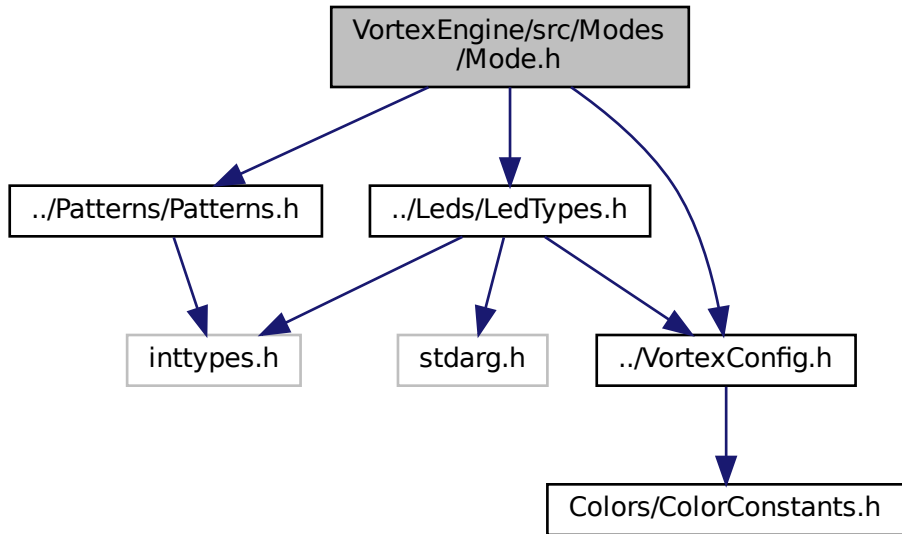 VortexEngine/src/Modes
/Mode.h
../Patterns/Patterns.h
../Leds/LedTypes.h
inttypes.h
stdarg.h
../VortexConfig.h
Colors/ColorConstants.h